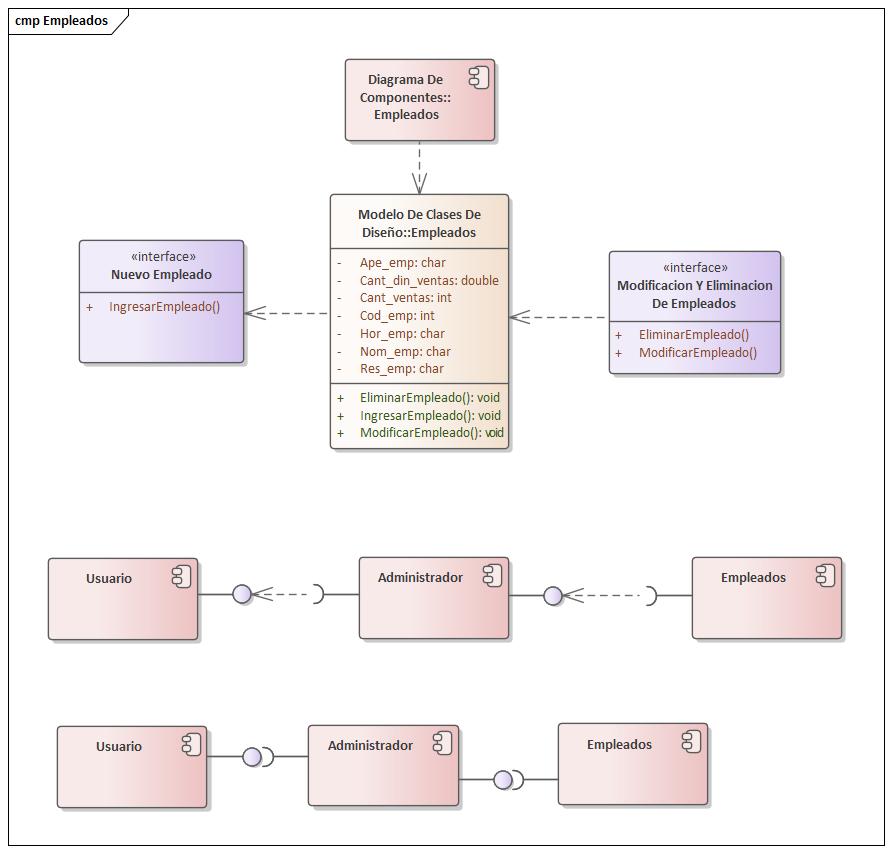 cmp Empleados
Diagrama De
Componentes::
Empleados
Modelo De Clases De
Diseño::Empleados
- Ape_emp: char
- Cant_din_ventas: double
- Cant_ventas: int
- Cod_emp: int
- Hor_emp: char
- Nom_emp: char
- Res_emp: char
+ EliminarEmpleado(): void
+ IngresarEmpleado(): void
+ ModificarEmpleado(): void
«interface»
Nuevo Empleado
+ IngresarEmpleado()
«interface»
Modificacion Y Eliminacion
De Empleados
+ EliminarEmpleado()
+ ModificarEmpleado()
Usuario
Administrador
Empleados
Usuario
Administrador
Empleados